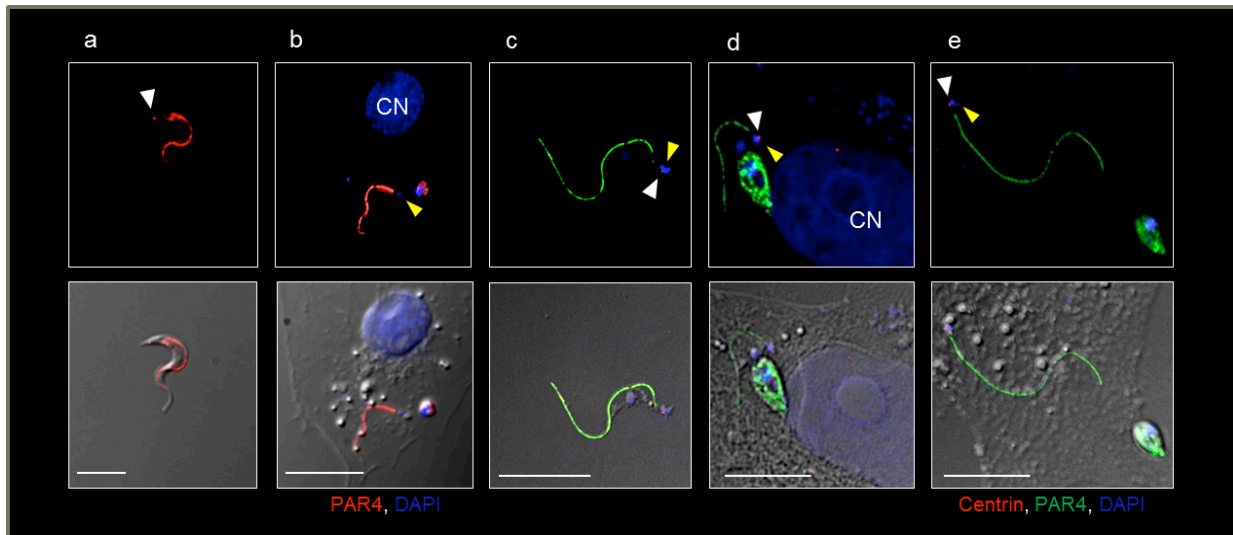 a b c d e
CN
CN
PAR4, DAPI
Centrin, PAR4, DAPI